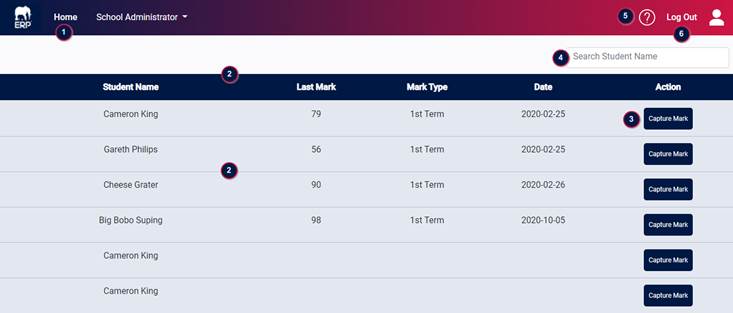 ERP Home School Administrator 5 ? Log Out
1 6
4 Search Student Name
2
Student Name Last Mark Mark Type Date Action
Cameron King 79 1st Term 2020-02-25 3 Capture Mark
Gareth Philips 56 1st Term 2020-02-25 Capture Mark
2
Cheese Grater 90 1st Term 2020-02-26 Capture Mark
Big Bobo Suping 98 1st Term 2020-10-05 Capture Mark
Cameron King Capture Mark
Cameron King Capture Mark